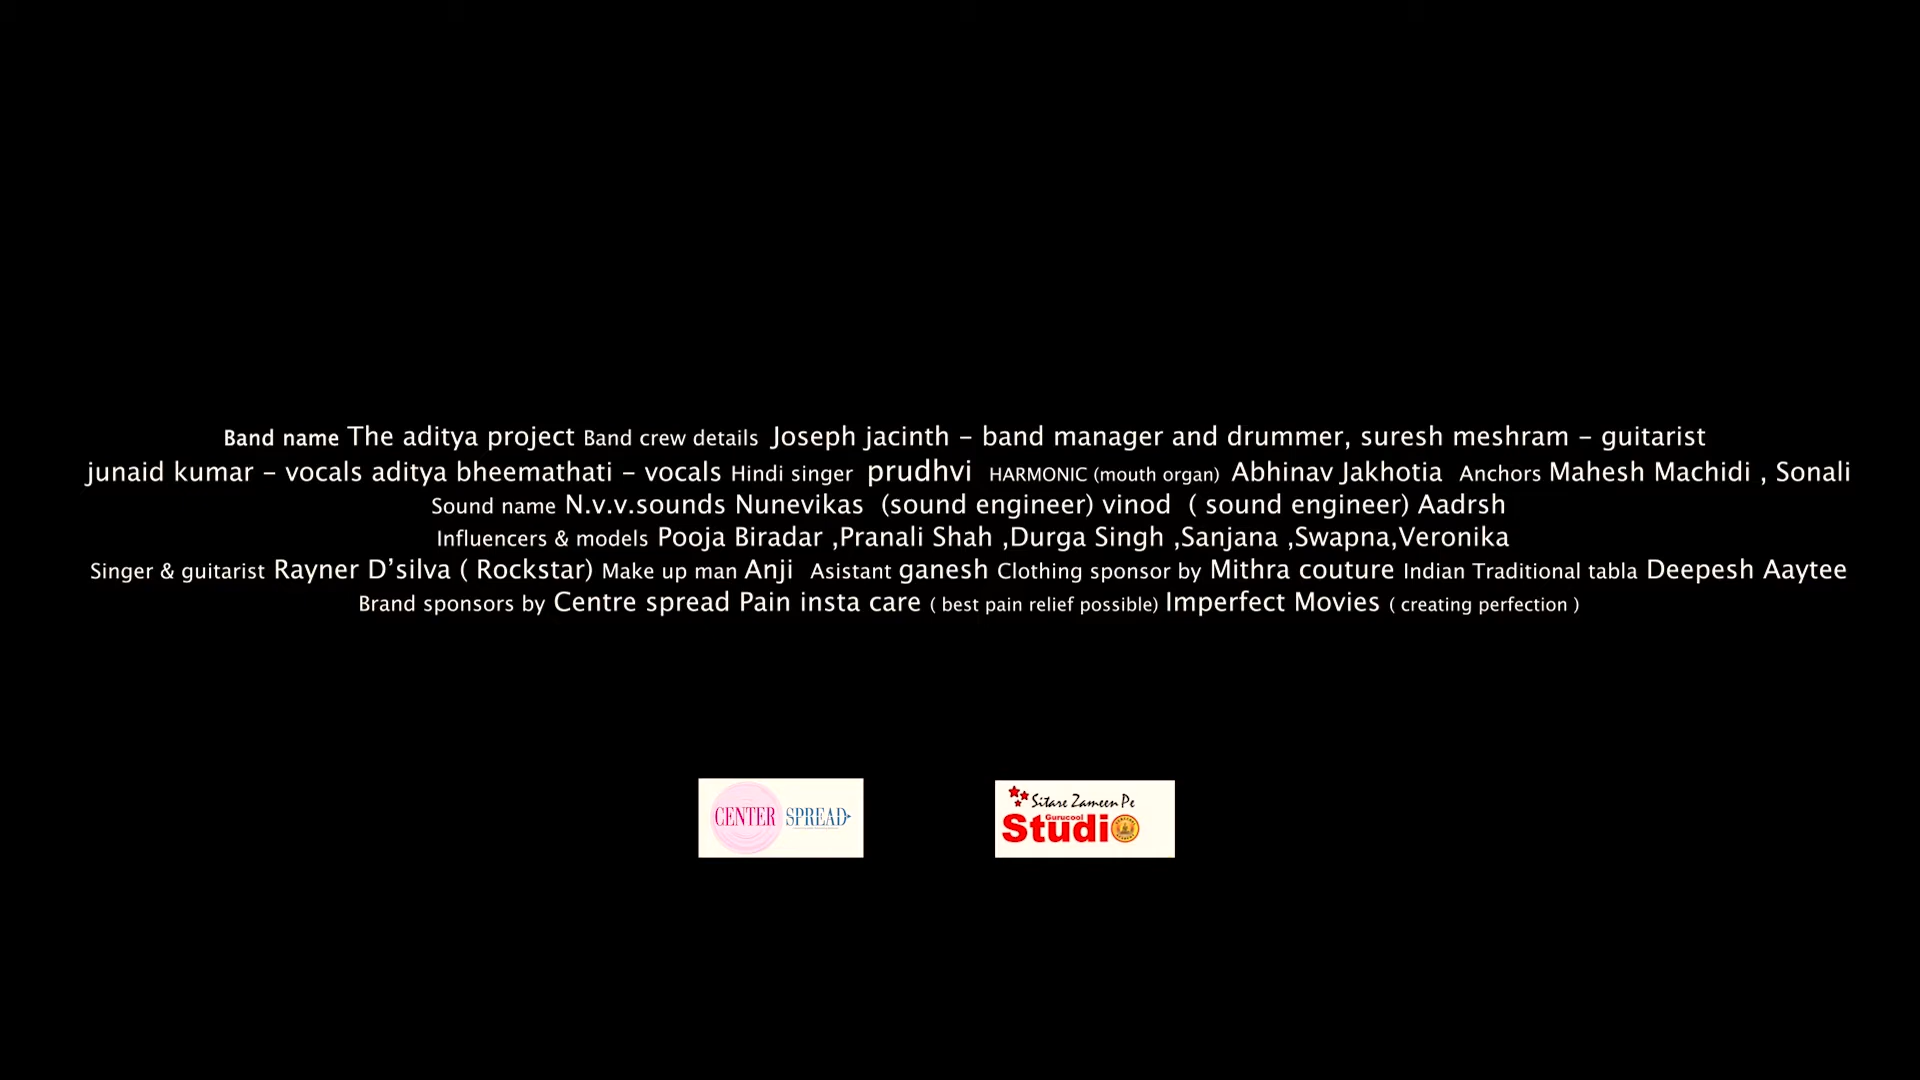 Band name The aditya project Band crew details Joseph jacinth – band manager and drummer, suresh meshram – guitarist
junaid kumar – vocals aditya bheemathati – vocals Hindi singer prudhvi HARMONIC (mouth organ) Abhinav Jakhotia Anchors Mahesh Machidi , Sonali
Sound name N.v.v.sounds Nunevikas (sound engineer) vinod ( sound engineer) Aadrsh
Influencers & models Pooja Biradar ,Pranali Shah ,Durga Singh ,Sanjana ,Swapna,Veronika
Singer & guitarist Rayner D’silva ( Rockstar) Make up man Anji Asistant ganesh Clothing sponsor by Mithra couture Indian Traditional tabla Deepesh Aaytee
Brand sponsors by Centre spread Pain insta care ( best pain relief possible) Imperfect Movies ( creating perfection )
CENTER SPREAD
Sitare Zameen Pe
Gurucool
Studio